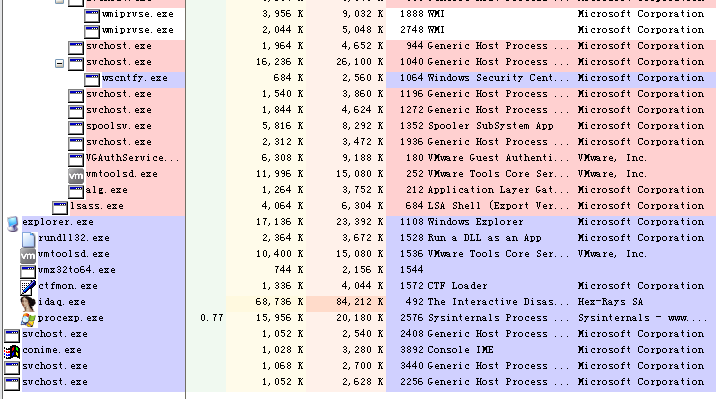 wmiprvse.exe 3,956 K 9,032 K 1888 WMI Microsoft Corporation
wmiprvse.exe 2,044 K 5,048 K 2748 WMI Microsoft Corporation
svchost.exe 1,964 K 4,652 K 944 Generic Host Process ... Microsoft Corporation
svchost.exe 16,236 K 26,100 K 1040 Generic Host Process ... Microsoft Corporation
wscntfy.exe 684 K 2,560 K 1064 Windows Security Cent... Microsoft Corporation
svchost.exe 1,540 K 3,860 K 1196 Generic Host Process ... Microsoft Corporation
svchost.exe 1,844 K 4,624 K 1272 Generic Host Process ... Microsoft Corporation
spoolsv.exe 5,816 K 8,292 K 1352 Spooler SubSystem App Microsoft Corporation
svchost.exe 2,312 K 3,472 K 1936 Generic Host Process ... Microsoft Corporation
VGAuthService... 6,308 K 9,188 K 180 VMware Guest Authenti... VMware, Inc.
vm vmtoolsd.exe 11,996 K 15,080 K 252 VMware Tools Core Ser... VMware, Inc.
alg.exe 1,264 K 3,752 K 212 Application Layer Gat... Microsoft Corporation
lsass.exe 4,064 K 6,304 K 684 LSA Shell (Export Ver... Microsoft Corporation
explorer.exe 17,136 K 23,392 K 1108 Windows Explorer Microsoft Corporation
rundll32.exe 2,364 K 3,672 K 1528 Run a DLL as an App Microsoft Corporation
vm vmtoolsd.exe 10,400 K 15,080 K 1536 VMware Tools Core Ser... VMware, Inc.
vmx32to64.exe 744 K 2,156 K 1544
ctfmon.exe 1,336 K 4,044 K 1572 CTF Loader Microsoft Corporation
idaq.exe 68,736 K 84,212 K 492 The Interactive Disas... Hex-Rays SA
procexp.exe 0.77 15,956 K 20,180 K 2576 Sysinternals Process ... Sysinternals - www....
svchost.exe 1,052 K 2,540 K 2408 Generic Host Process ... Microsoft Corporation
conime.exe 1,028 K 3,280 K 3892 Console IME Microsoft Corporation
svchost.exe 1,068 K 2,700 K 3440 Generic Host Process ... Microsoft Corporation
svchost.exe 1,052 K 2,628 K 2256 Generic Host Process ... Microsoft Corporation